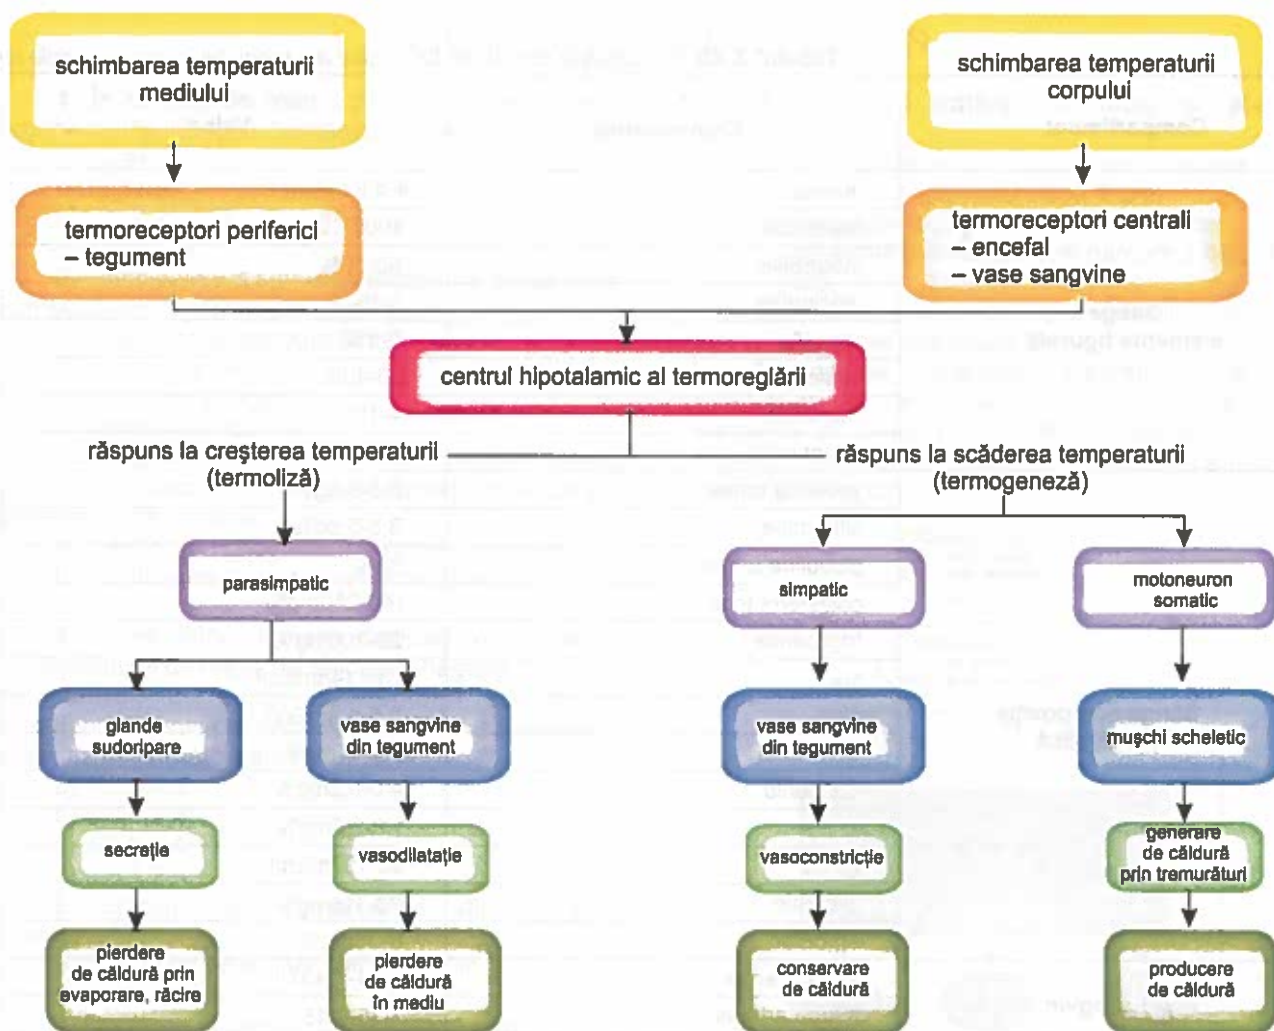 schimbarea temperaturii
mediului
schimbarea temperaturii
corpului
termoreceptori periferici
– tegument
termoreceptori centrali
– encefal
– vase sangvine
centrul hipotalamic al termoreglării
răspuns la creșterea temperaturii
(termoliză)
răspuns la scăderea temperaturii
(termogeneză)
parasimpatic
simpatic
motoneuron
somatic
glande
sudoripare
vase sangvine
din tegument
vase sangvine
din tegument
mușchi scheletic
secreție
vasodilatație
vasoconstricție
generare
de căldură
prin tremurături
pierdere
de căldură prin
evaporare, răcire
pierdere
de căldură
în mediu
conservare
de căldură
producere
de căldură